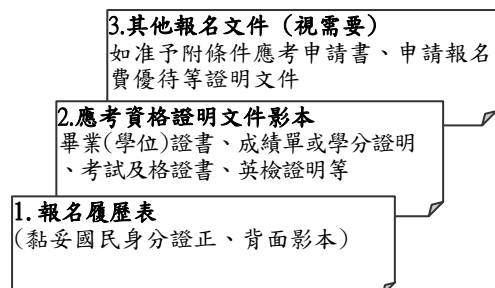 3.其他報名文件（視需要）
如准予附條件應考申請書、申請報名
費優待等證明文件
2.應考資格證明文件影本
畢業(學位)證書、成績單或學分證明
、考試及格證書、英檢證明等
1.報名履歷表
(黏妥國民身分證正、背面影本)